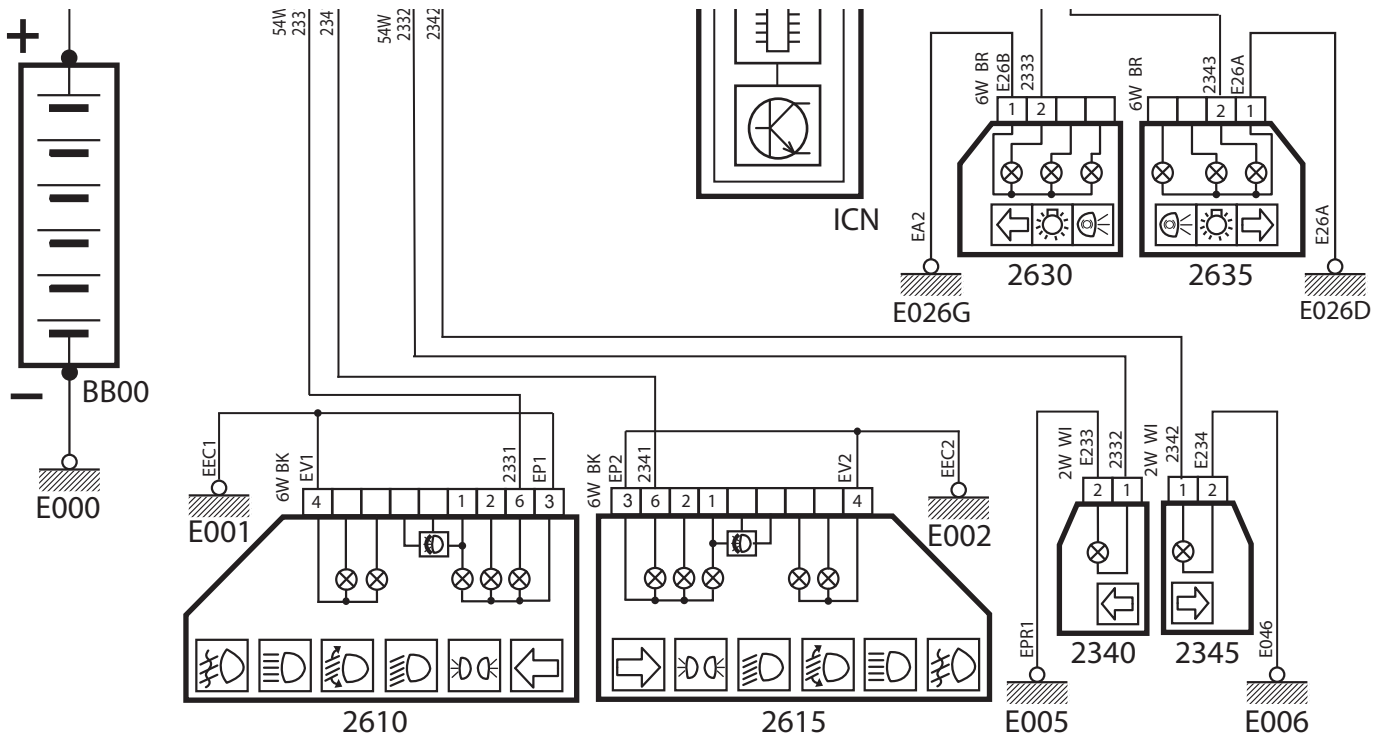 54W
233
234
54W
2332
2342
+
ICN
BB00
−
E000
6W BR
E26B
2333
1 2
EA2
2630
E026G
6W BR
2343
E26A
2 1
E26A
2635
E026D
EEC1
E001
6W BK
EV1
2331
EP1
4 1 2 6 3
2610
6W BK
EP2
2341
EV2
3 6 2 1 4
EEC2
E002
2615
2W WI
E233
2332
2 1
EPR1
E005
2340
2W WI
2342
E234
1 2
E046
E006
2345